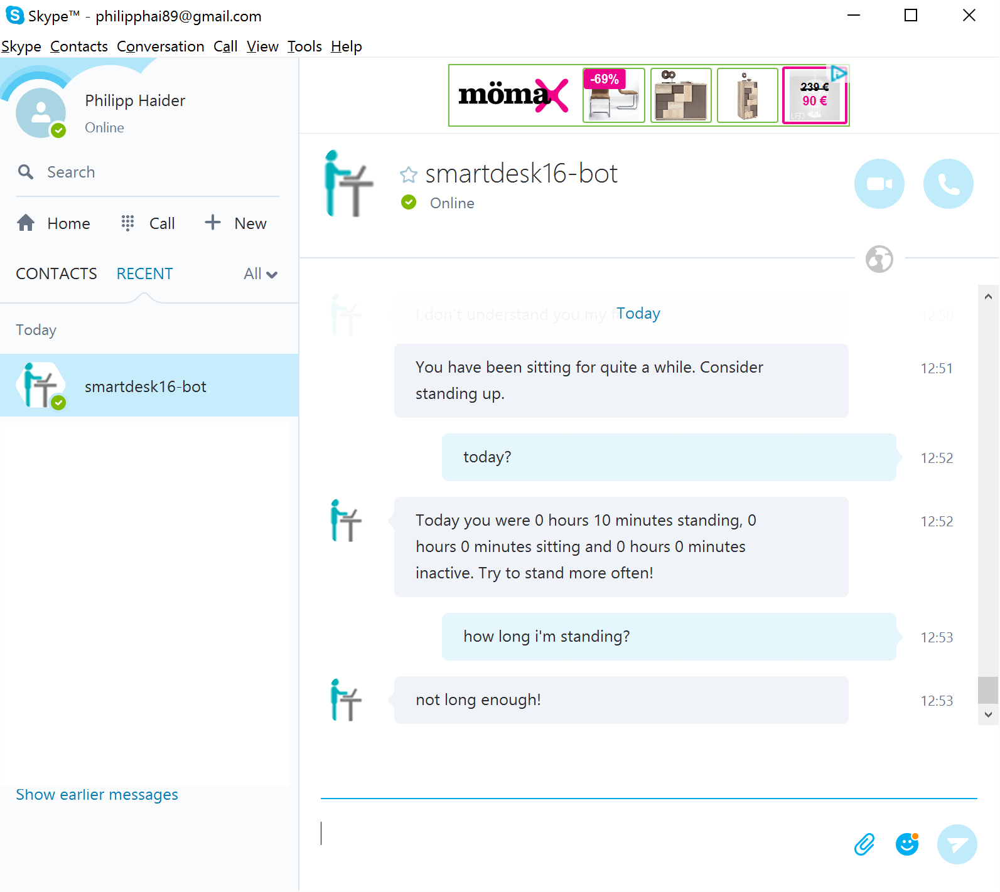 Skype™ - philipphai89@gmail.com
Skype Contacts Conversation Call View Tools Help
Philipp Haider
Online
Search
Home Call New
CONTACTS RECENT All
Today
smartdesk16-bot
Show earlier messages
mömax
-69%
239 €
90 €
smartdesk16-bot
Online
I don't understand you my
Today
12:50
You have been sitting for quite a while. Consider
standing up.
12:51
today?
12:52
Today you were 0 hours 10 minutes standing, 0
hours 0 minutes sitting and 0 hours 0 minutes
inactive. Try to stand more often!
12:52
how long i'm standing?
12:53
not long enough!
12:53